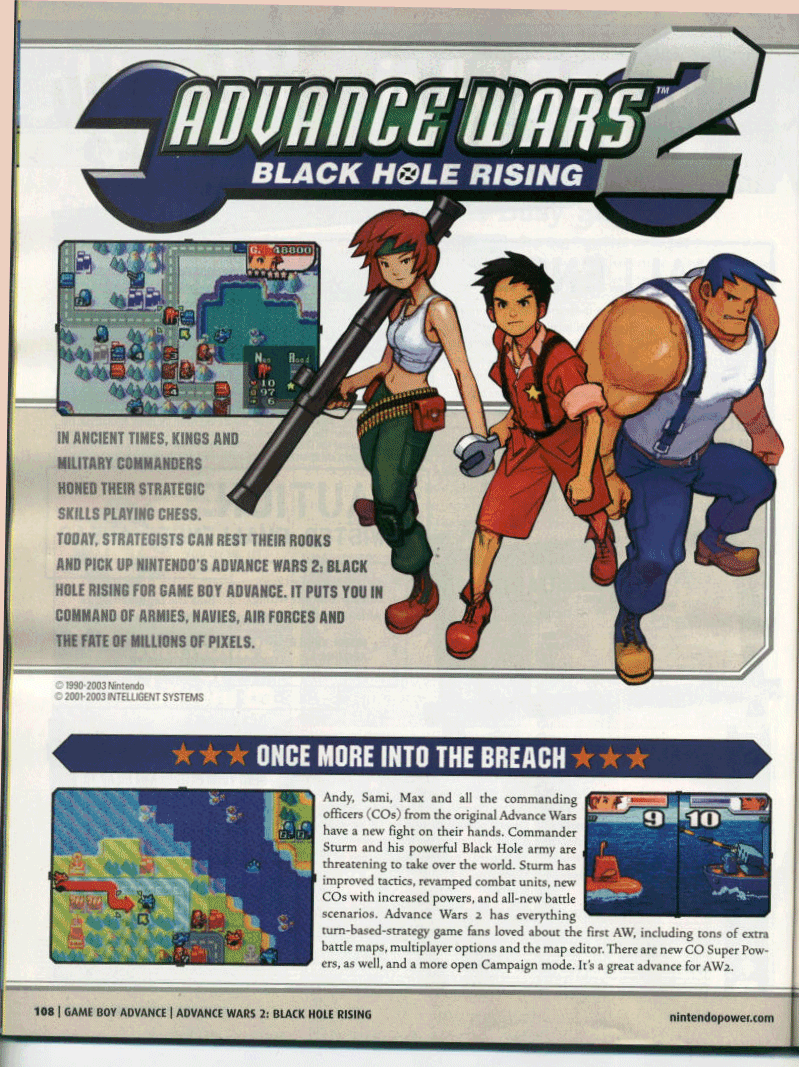 ADVANCE WARS 2 ™
BLACK HOLE RISING
G: 48800
10
97
6
IN ANCIENT TIMES, KINGS AND
MILITARY COMMANDERS
HONED THEIR STRATEGIC
SKILLS PLAYING CHESS.
TODAY, STRATEGISTS CAN REST THEIR ROOKS
AND PICK UP NINTENDO'S ADVANCE WARS 2: BLACK
HOLE RISING FOR GAME BOY ADVANCE. IT PUTS YOU IN
COMMAND OF ARMIES, NAVIES, AIR FORCES AND
THE FATE OF MILLIONS OF PIXELS.
© 1990-2003 Nintendo
© 2001-2003 INTELLIGENT SYSTEMS
ONCE MORE INTO THE BREACH
Andy, Sami, Max and all the commanding
officers (COs) from the original Advance Wars
have a new fight on their hands. Commander
Sturm and his powerful Black Hole army are
threatening to take over the world. Sturm has
improved tactics, revamped combat units, new
COs with increased powers, and all-new battle
scenarios. Advance Wars 2 has everything
turn-based-strategy game fans loved about the first AW, including tons of extra
battle maps, multiplayer options and the map editor. There are new CO Super Pow-
ers, as well, and a more open Campaign mode. It's a great advance for AW2.
9 10
108 | GAME BOY ADVANCE | ADVANCE WARS 2: BLACK HOLE RISING
nintendopower.com